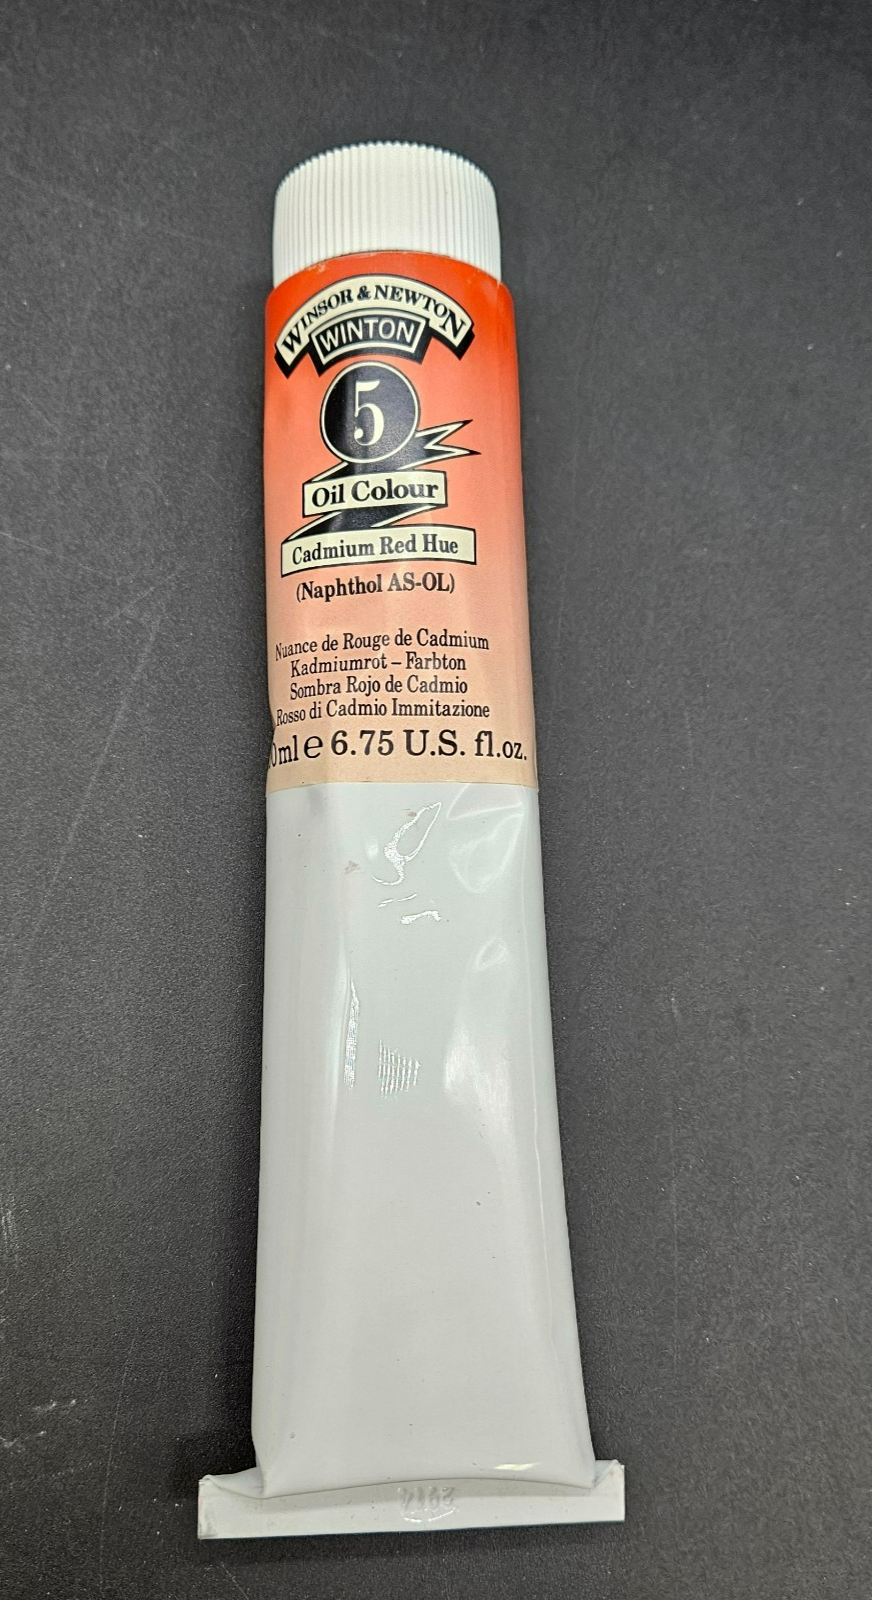 WINSOR & NEWTON
WINTON
5
Oil Colour
Cadmium Red Hue
(Naphthol AS-OL)
Nuance de Rouge de Cadmium
Kadmiumrot – Farbton
Sombra Rojo de Cadmio
Rosso di Cadmio Immitazione
0ml e 6.75 U.S. fl.oz.